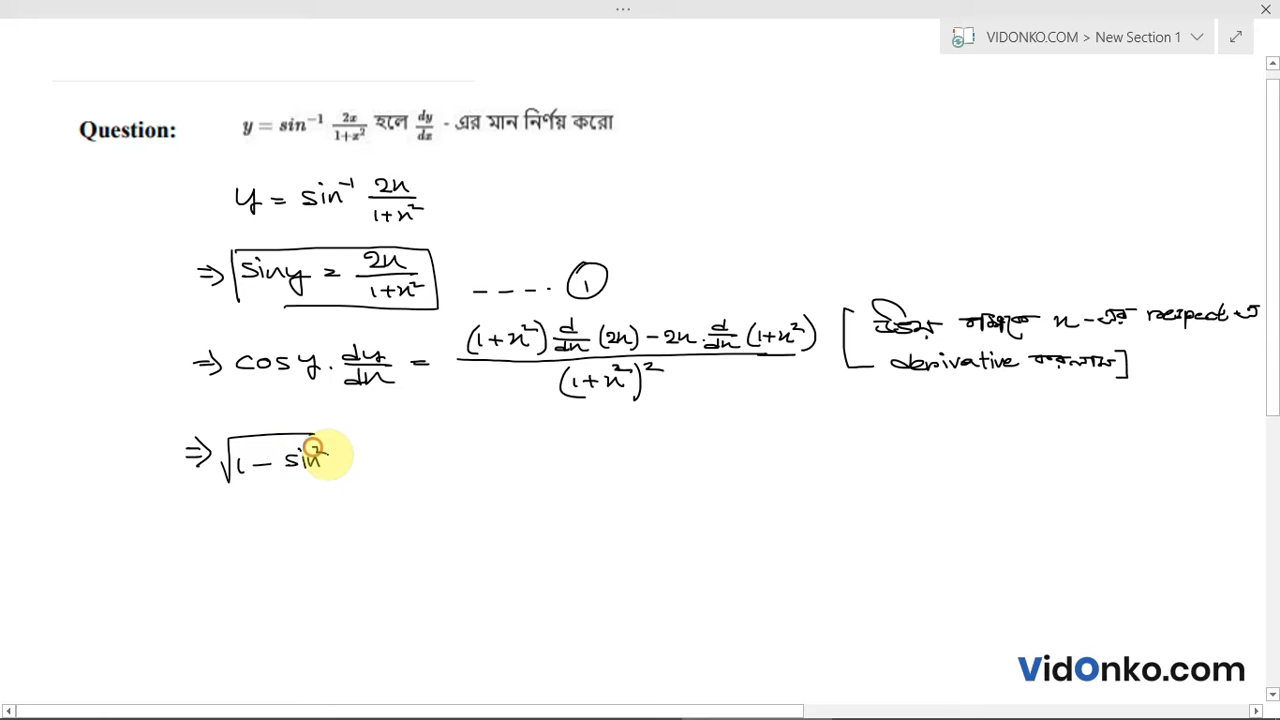 VIDONKO.COM > New Section 1
Question: y = sin⁻¹ 2x/1+x² হলে dy/dx - এর মান নির্ণয় করো
y = sin⁻¹ 2x/1+x²
⇒ siny = 2x/1+x² ---- ①
⇒ cosy . dy/dx = (1+x²) d/dx (2x) − 2x . d/dx (1+x²) / (1+x²)² [ উভয় পক্ষকে x-এর respect এ
derivative করলাম ]
⇒ √1 − sin²
VidOnko.com